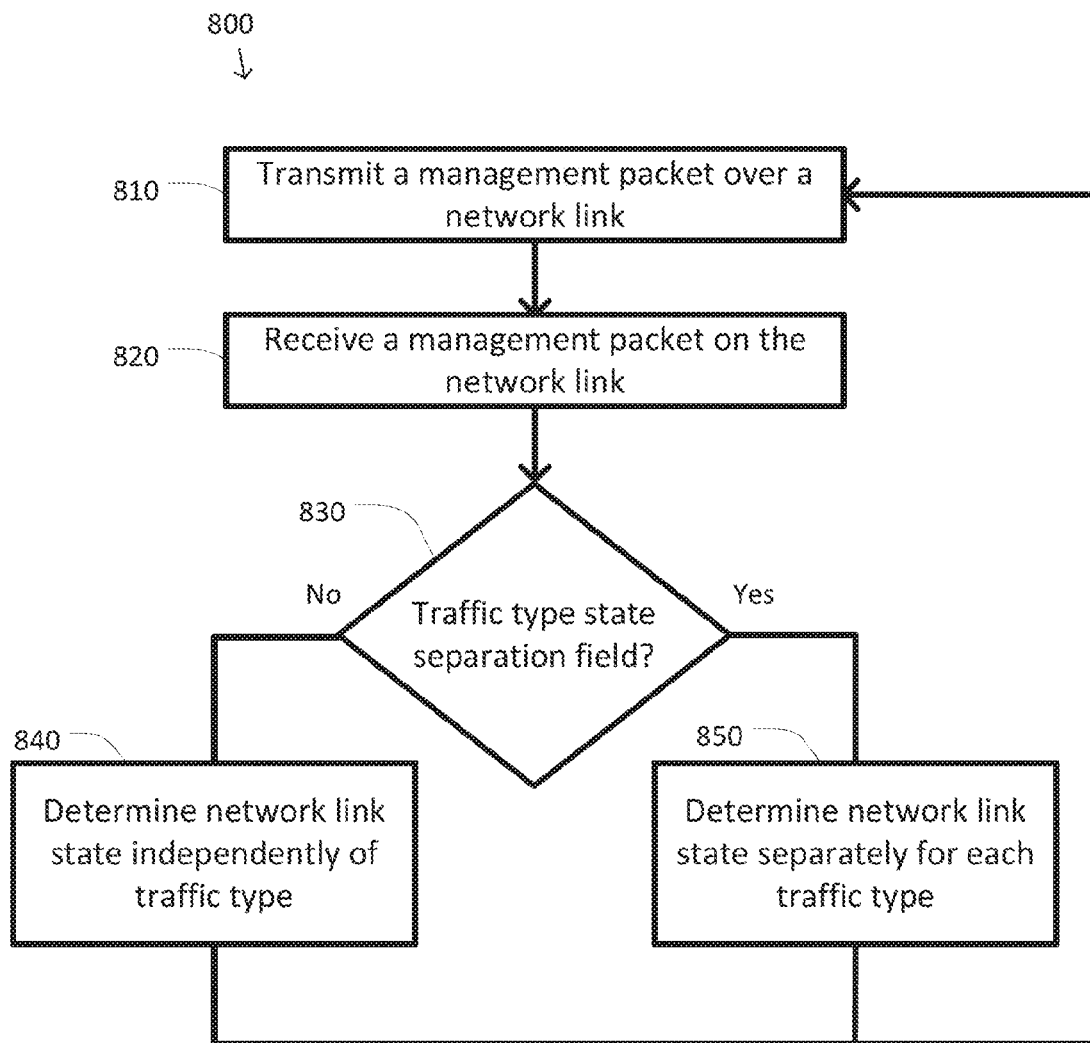 800
810
Transmit a management packet over a
network link
820
Receive a management packet on the
network link
830
No
Yes
Traffic type state
separation field?
840
850
Determine network link
state independently of
traffic type
Determine network link
state separately for each
traffic type